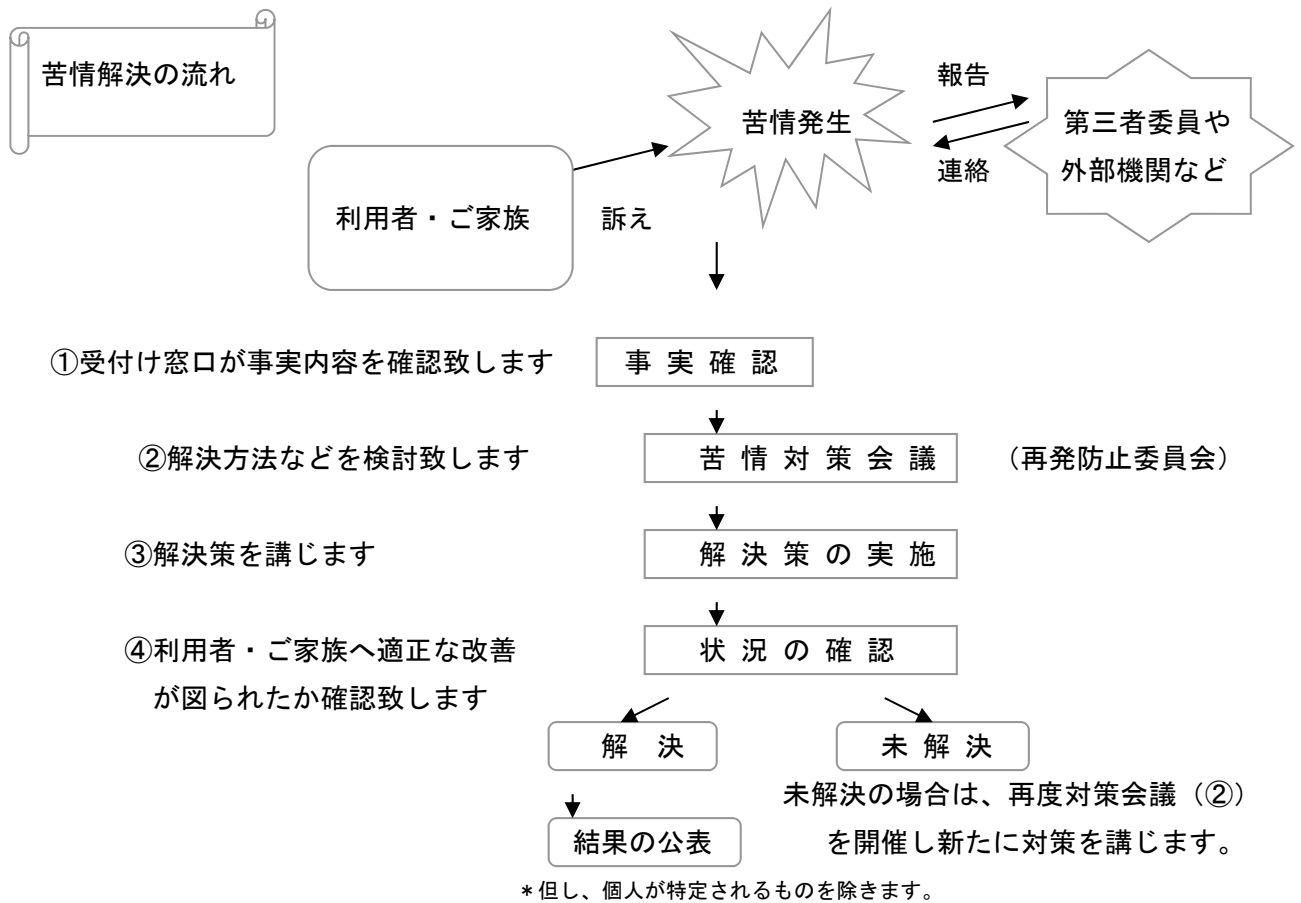 苦情解決の流れ
苦情発生
報告
連絡
第三者委員や
外部機関など
利用者・ご家族
訴え
①受付け窓口が事実内容を確認致します
事実確認
②解決方法などを検討致します
苦情対策会議
（再発防止委員会）
③解決策を講じます
解決策の実施
④利用者・ご家族へ適正な改善
が図られたか確認致します
状況の確認
解　決
未解決
未解決の場合は、再度対策会議（②）
を開催し新たに対策を講じます。
結果の公表
＊但し、個人が特定されるものを除きます。